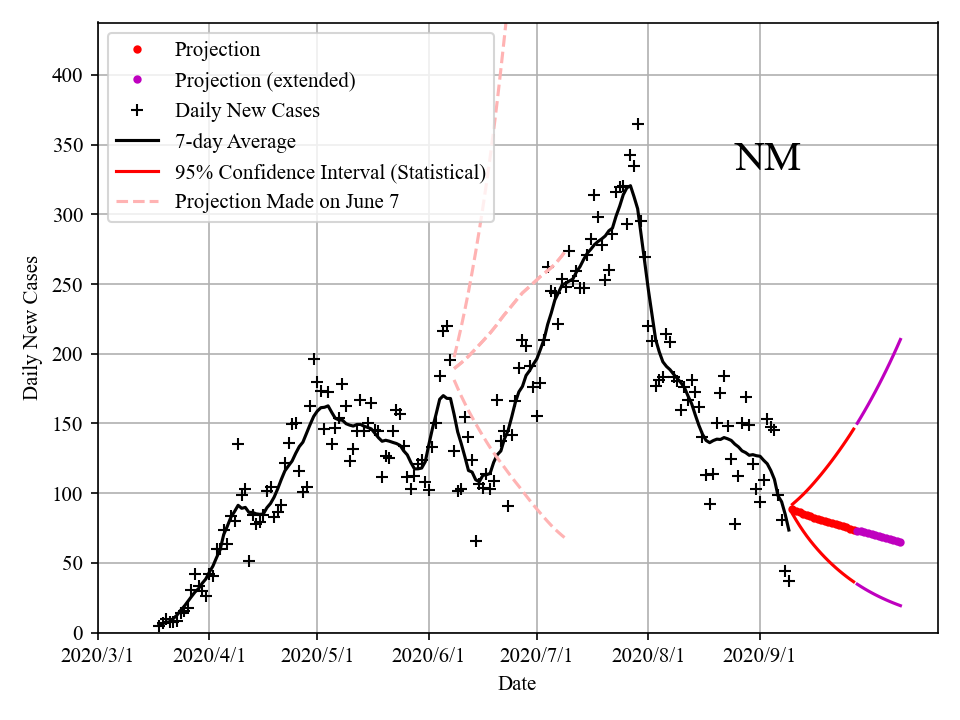 Projection
Projection (extended)
Daily New Cases
7-day Average
95% Confidence Interval (Statistical)
Projection Made on June 7
NM
Daily New Cases
400
350
300
250
200
150
100
50
0
2020/3/1 2020/4/1 2020/5/1 2020/6/1 2020/7/1 2020/8/1 2020/9/1
Date